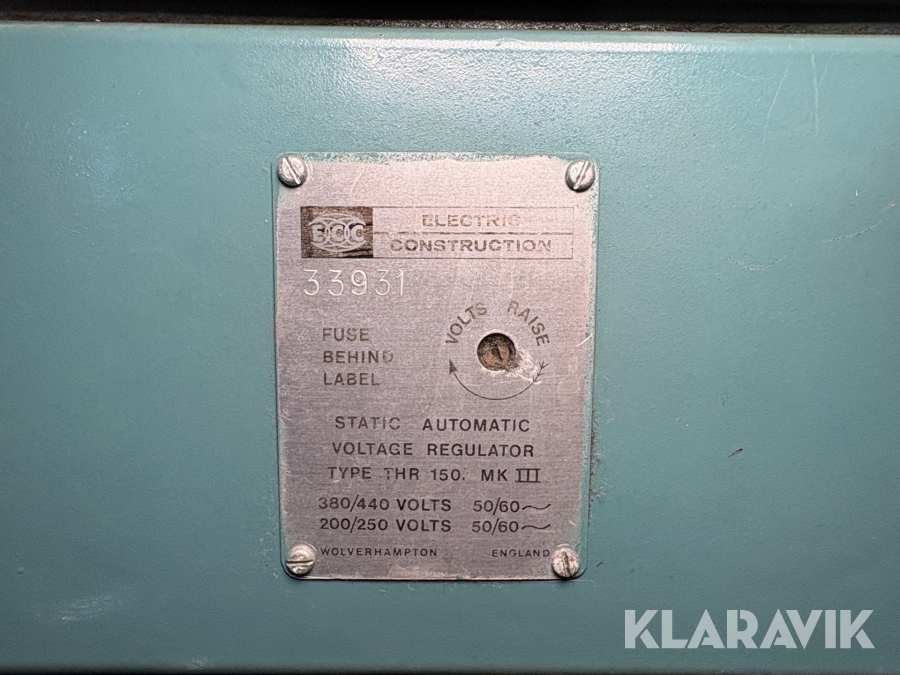 ECC
ELECTRIC
CONSTRUCTION
33931
VOLTS RAISE
FUSE
BEHIND
LABEL
STATIC AUTOMATIC
VOLTAGE REGULATOR
TYPE THR 150. MK III
380/440 VOLTS 50/60~
200/250 VOLTS 50/60~
WOLVERHAMPTON ENGLAND
KLARAVIK